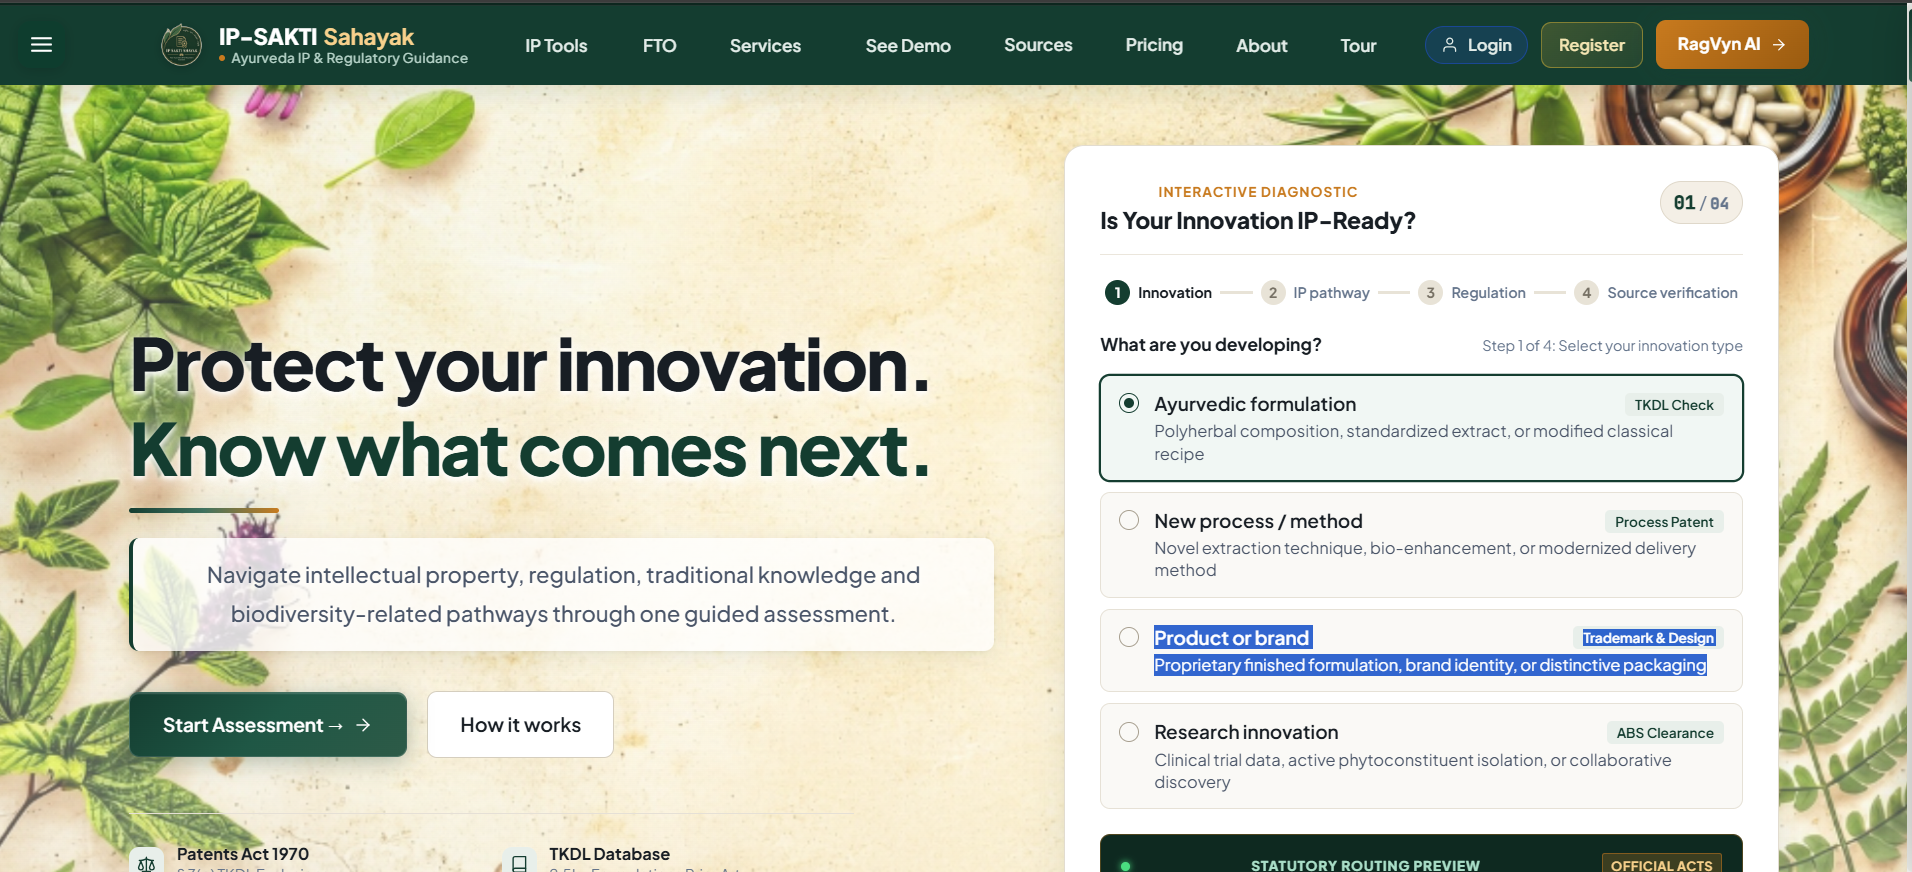 IP-SAKTI Sahayak
Ayurveda IP & Regulatory Guidance
IP Tools
FTO
Services
See Demo
Sources
Pricing
About
Tour
Login
Register
RagVyn AI →
Protect your innovation.
Know what comes next.
Navigate intellectual property, regulation, traditional knowledge and
biodiversity-related pathways through one guided assessment.
Start Assessment → →
How it works
Patents Act 1970
TKDL Database
INTERACTIVE DIAGNOSTIC
Is Your Innovation IP-Ready?
01 / 04
1 Innovation
2 IP pathway
3 Regulation
4 Source verification
What are you developing?
Step 1 of 4: Select your innovation type
Ayurvedic formulation
TKDL Check
Polyherbal composition, standardized extract, or modified classical
recipe
New process / method
Process Patent
Novel extraction technique, bio-enhancement, or modernized delivery
method
Product or brand
Trademark & Design
Proprietary finished formulation, brand identity, or distinctive packaging
Research innovation
ABS Clearance
Clinical trial data, active phytoconstituent isolation, or collaborative
discovery
STATUTORY ROUTING PREVIEW
OFFICIAL ACTS